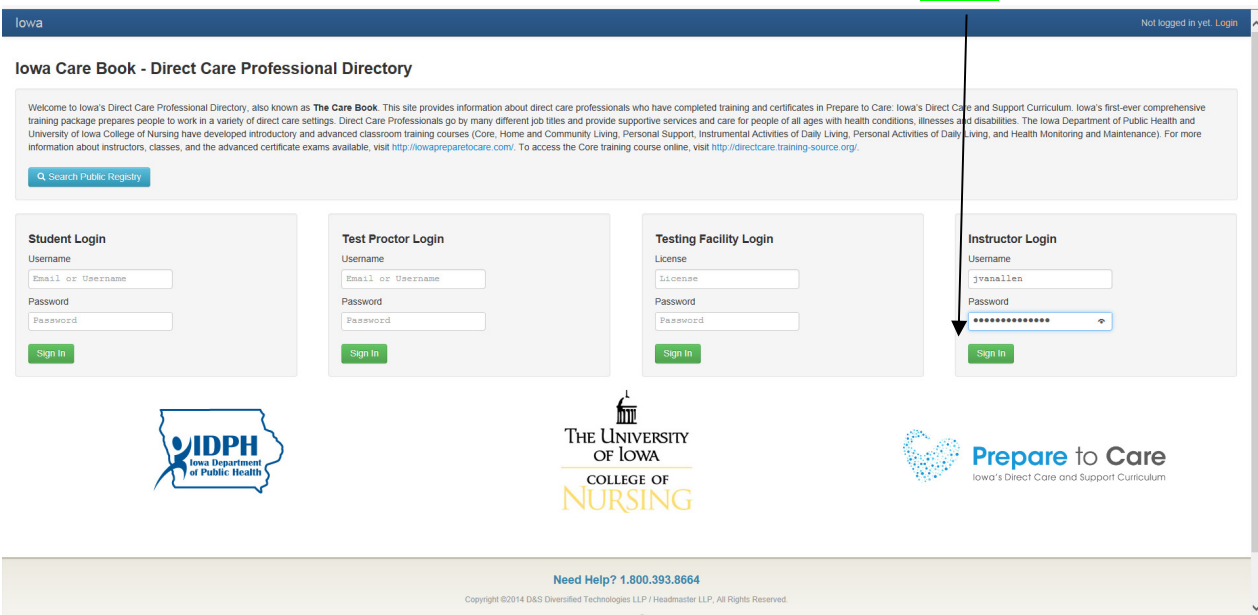 Iowa
Not logged in yet. Login
Iowa Care Book - Direct Care Professional Directory
Welcome to Iowa's Direct Care Professional Directory, also known as The Care Book. This site provides information about direct care professionals who have completed training and certificates in Prepare to Care: Iowa's Direct Care and Support Curriculum. Iowa's first-ever comprehensive
training package prepares people to work in a variety of direct care settings. Direct Care Professionals go by many different job titles and provide supportive services and care for people of all ages with health conditions, illnesses and disabilities. The Iowa Department of Public Health and
University of Iowa College of Nursing have developed introductory and advanced classroom training courses (Core, Home and Community Living, Personal Support, Instrumental Activities of Daily Living, Personal Activities of Daily Living, and Health Monitoring and Maintenance). For more
information about instructors, classes, and the advanced certificate exams available, visit http://iowapreparetocare.com/. To access the Core training course online, visit http://directcare.training-source.org/.
Search Public Registry
Student Login
Username
Email or Username
Password
Password
Sign In
Test Proctor Login
Username
Email or Username
Password
Password
Sign In
Testing Facility Login
License
License
Password
Password
Sign In
Instructor Login
Username
jvanallen
Password
••••••••••••••
Sign In
IDPH
Iowa Department
of Public Health
THE UNIVERSITY
OF IOWA
COLLEGE OF
NURSING
Prepare to Care
Iowa's Direct Care and Support Curriculum
Need Help? 1.800.393.8664
Copyright ©2014 D&S Diversified Technologies LLP / Headmaster LLP, All Rights Reserved.